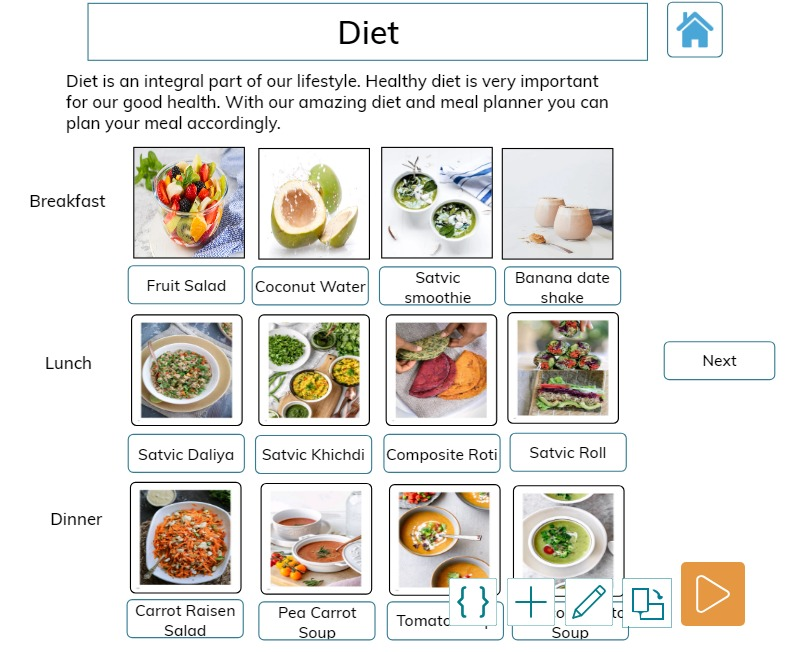 Diet
Diet is an integral part of our lifestyle. Healthy diet is very important
for our good health. With our amazing diet and meal planner you can
plan your meal accordingly.
Breakfast
Fruit Salad
Coconut Water
Satvic
smoothie
Banana date
shake
Lunch
Satvic Daliya
Satvic Khichdi
Composite Roti
Satvic Roll
Next
Dinner
Carrot Raisen
Salad
Pea Carrot
Soup
Soup